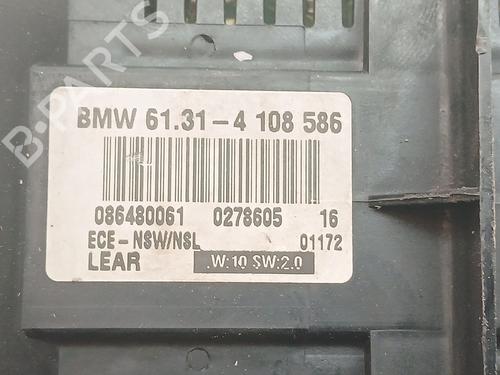 BMW 61.31-4 108 586
086480061 0278605 16
ECE-NSW/NSL 01172
LEAR .W:10 SW:2.0
B-PARTS